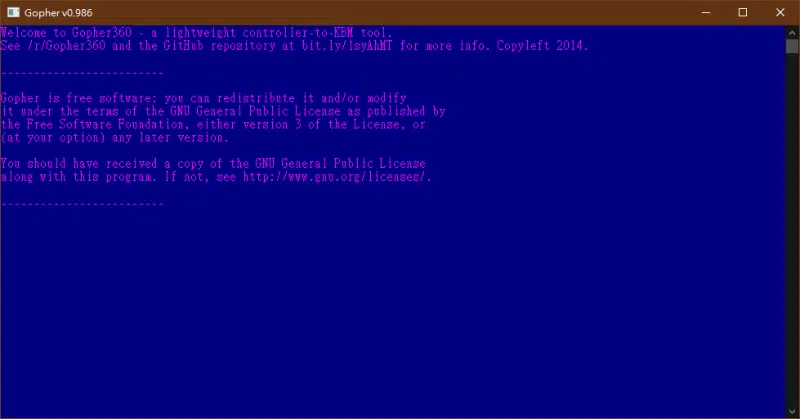 Gopher v0.986
Welcome to Gopher360 - a lightweight controller-to-KBM tool.
See /r/Gopher360 and the GitHub repository at bit.ly/1syAhMT for more info. Copyleft 2014.
-------------------------
Gopher is free software: you can redistribute it and/or modify
it under the terms of the GNU General Public License as published by
the Free Software Foundation, either version 3 of the License, or
(at your option) any later version.
You should have received a copy of the GNU General Public License
along with this program. If not, see http://www.gnu.org/licenses/.
-------------------------